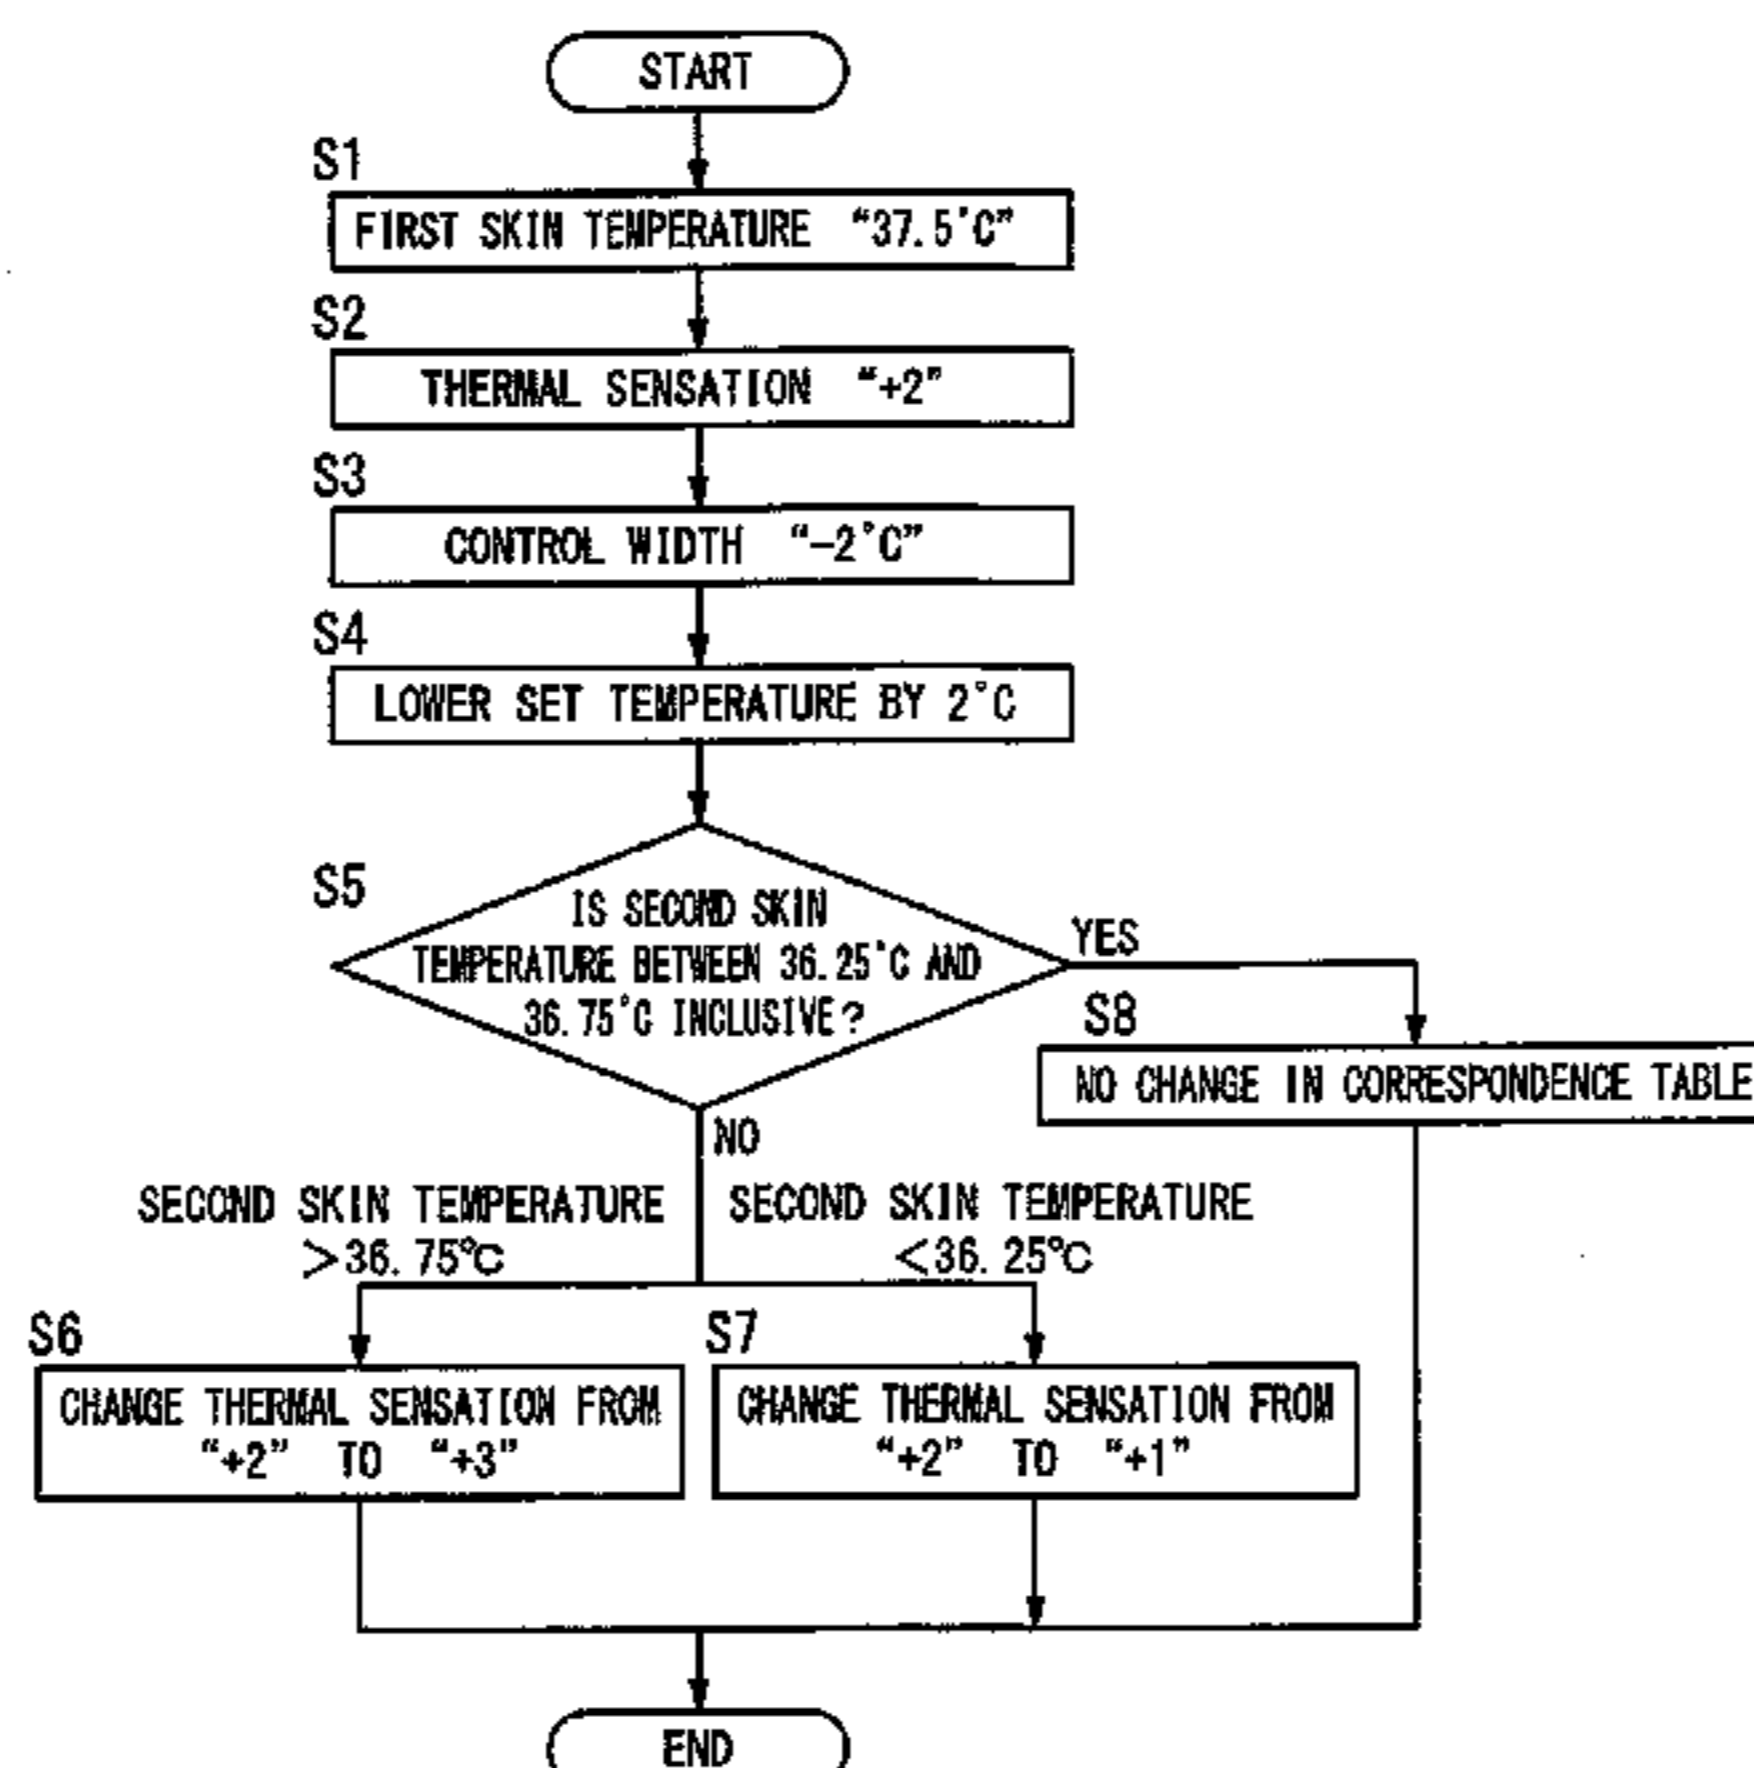 START
S1
FIRST SKIN TEMPERATURE “37.5°C”
S2
THERMAL SENSATION “+2”
S3
CONTROL WIDTH “−2°C”
S4
LOWER SET TEMPERATURE BY 2°C
S5
IS SECOND SKIN
TEMPERATURE BETWEEN 36.25°C AND
36.75°C INCLUSIVE?
YES
S8
NO CHANGE IN CORRESPONDENCE TABLE
NO
SECOND SKIN TEMPERATURE
>36.75℃
SECOND SKIN TEMPERATURE
<36.25℃
S6
CHANGE THERMAL SENSATION FROM
“+2” TO “+3”
S7
CHANGE THERMAL SENSATION FROM
“+2” TO “+1”
END